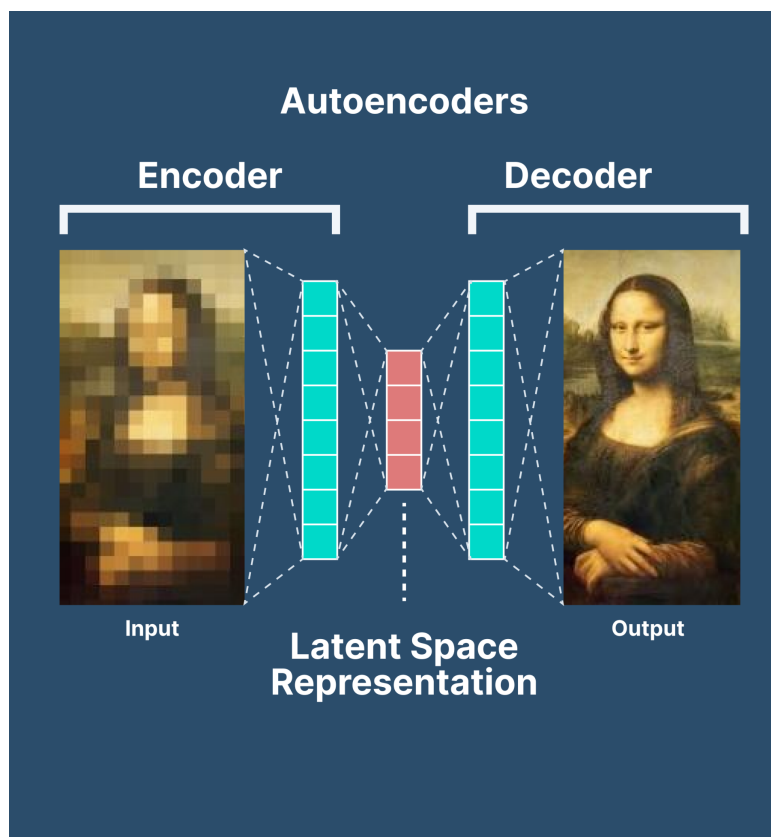 Autoencoders
Encoder
Decoder
Input
Output
Latent Space
Representation